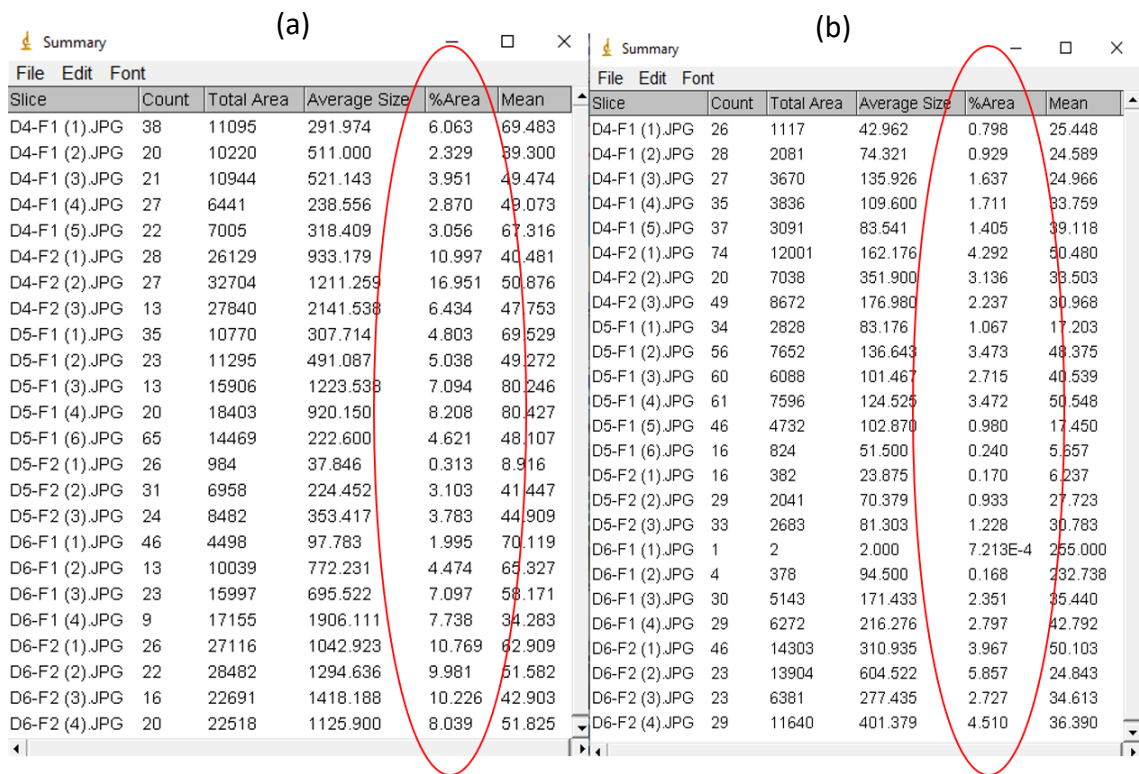 (a)
Summary
File Edit Font
Slice Count Total Area Average Size %Area Mean
D4-F1 (1).JPG 38 11095 291.974 6.063 69.483
D4-F1 (2).JPG 20 10220 511.000 2.329 39.300
D4-F1 (3).JPG 21 10944 521.143 3.951 49.474
D4-F1 (4).JPG 27 6441 238.556 2.870 49.073
D4-F1 (5).JPG 22 7005 318.409 3.056 67.316
D4-F2 (1).JPG 28 26129 933.179 10.997 40.481
D4-F2 (2).JPG 27 32704 1211.259 16.951 50.876
D4-F2 (3).JPG 13 27840 2141.538 6.434 47.753
D5-F1 (1).JPG 35 10770 307.714 4.803 69.529
D5-F1 (2).JPG 23 11295 491.087 5.038 49.272
D5-F1 (3).JPG 13 15906 1223.538 7.094 80.246
D5-F1 (4).JPG 20 18403 920.150 8.208 80.427
D5-F1 (6).JPG 65 14469 222.600 4.621 48.107
D5-F2 (1).JPG 26 984 37.846 0.313 8.916
D5-F2 (2).JPG 31 6958 224.452 3.103 41.447
D5-F2 (3).JPG 24 8482 353.417 3.783 44.909
D6-F1 (1).JPG 46 4498 97.783 1.995 70.119
D6-F1 (2).JPG 13 10039 772.231 4.474 65.327
D6-F1 (3).JPG 23 15997 695.522 7.097 58.171
D6-F1 (4).JPG 9 17155 1906.111 7.738 34.283
D6-F2 (1).JPG 26 27116 1042.923 10.769 62.909
D6-F2 (2).JPG 22 28482 1294.636 9.981 51.582
D6-F2 (3).JPG 16 22691 1418.188 10.226 42.903
D6-F2 (4).JPG 20 22518 1125.900 8.039 51.825
(b)
Summary
File Edit Font
Slice Count Total Area Average Size %Area Mean
D4-F1 (1).JPG 26 1117 42.962 0.798 25.448
D4-F1 (2).JPG 28 2081 74.321 0.929 24.589
D4-F1 (3).JPG 27 3670 135.926 1.637 24.966
D4-F1 (4).JPG 35 3836 109.600 1.711 33.759
D4-F1 (5).JPG 37 3091 83.541 1.405 39.118
D4-F2 (1).JPG 74 12001 162.176 4.292 50.480
D4-F2 (2).JPG 20 7038 351.900 3.136 33.503
D4-F2 (3).JPG 49 8672 176.980 2.237 30.968
D5-F1 (1).JPG 34 2828 83.176 1.067 17.203
D5-F1 (2).JPG 56 7652 136.643 3.473 48.375
D5-F1 (3).JPG 60 6088 101.467 2.715 40.539
D5-F1 (4).JPG 61 7596 124.525 3.472 50.548
D5-F1 (5).JPG 46 4732 102.870 0.980 17.450
D5-F1 (6).JPG 16 824 51.500 0.240 5.657
D5-F2 (1).JPG 16 382 23.875 0.170 6.237
D5-F2 (2).JPG 29 2041 70.379 0.933 27.723
D5-F2 (3).JPG 33 2683 81.303 1.228 30.783
D6-F1 (1).JPG 1 2 2.000 7.213E-4 255.000
D6-F1 (2).JPG 4 378 94.500 0.168 232.738
D6-F1 (3).JPG 30 5143 171.433 2.351 35.440
D6-F1 (4).JPG 29 6272 216.276 2.797 42.792
D6-F2 (1).JPG 46 14303 310.935 3.967 50.103
D6-F2 (2).JPG 23 13904 604.522 5.857 24.843
D6-F2 (3).JPG 23 6381 277.435 2.727 34.613
D6-F2 (4).JPG 29 11640 401.379 4.510 36.390